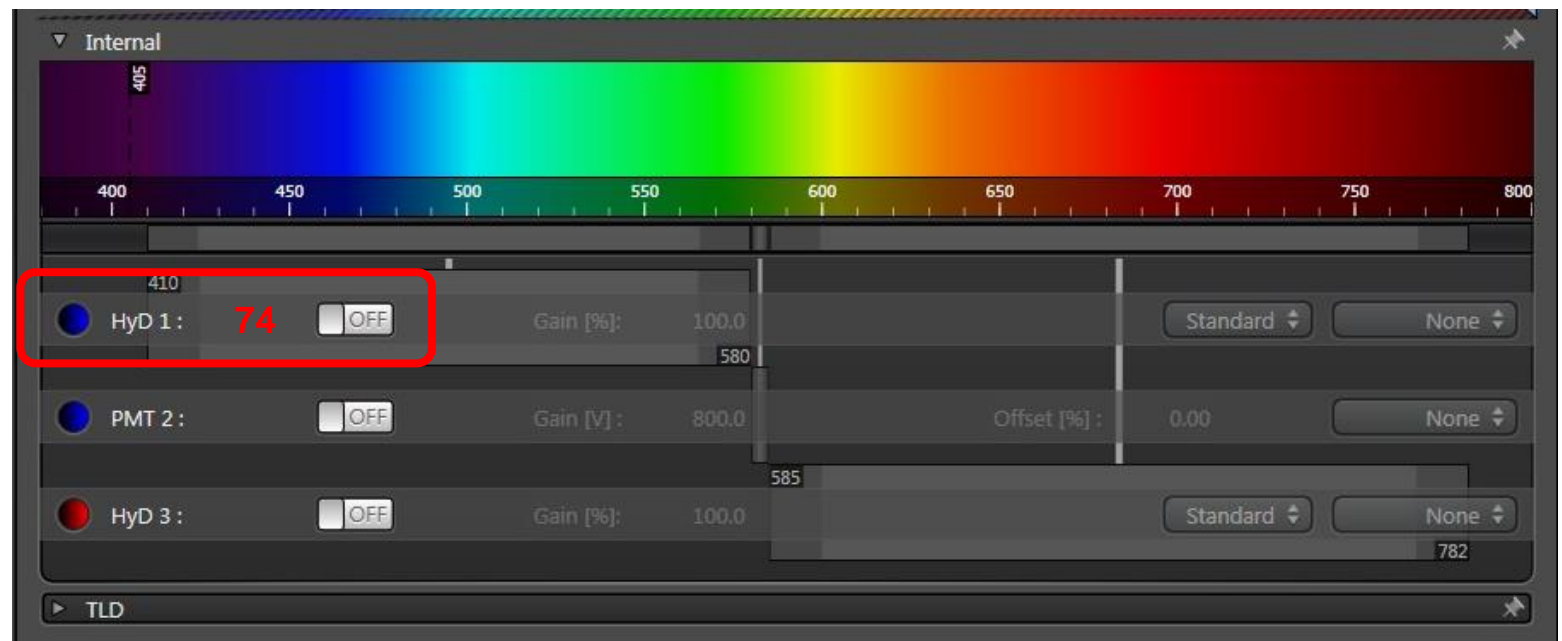 Internal
405
400 450 500 550 600 650 700 750 800
410
HyD 1 : 74 OFF Gain [%]: 100.0 Standard None
580
PMT 2 : OFF Gain [V] : 800.0 Offset [%] : 0.00 None
585
HyD 3 : OFF Gain [%]: 100.0 Standard None
782
TLD